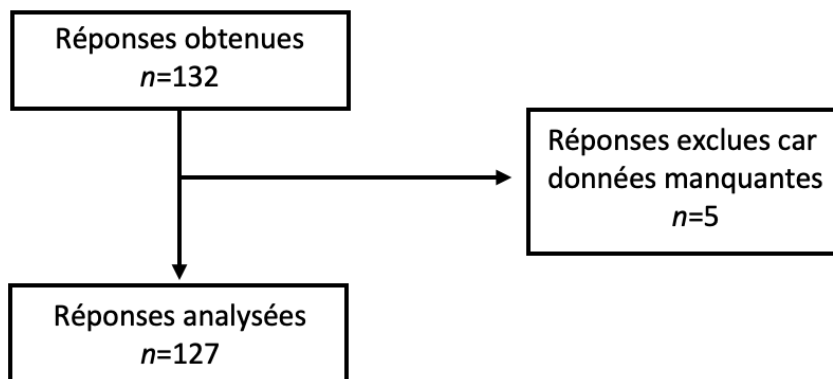 Réponses obtenues
n=132
Réponses exclues car
données manquantes
n=5
Réponses analysées
n=127